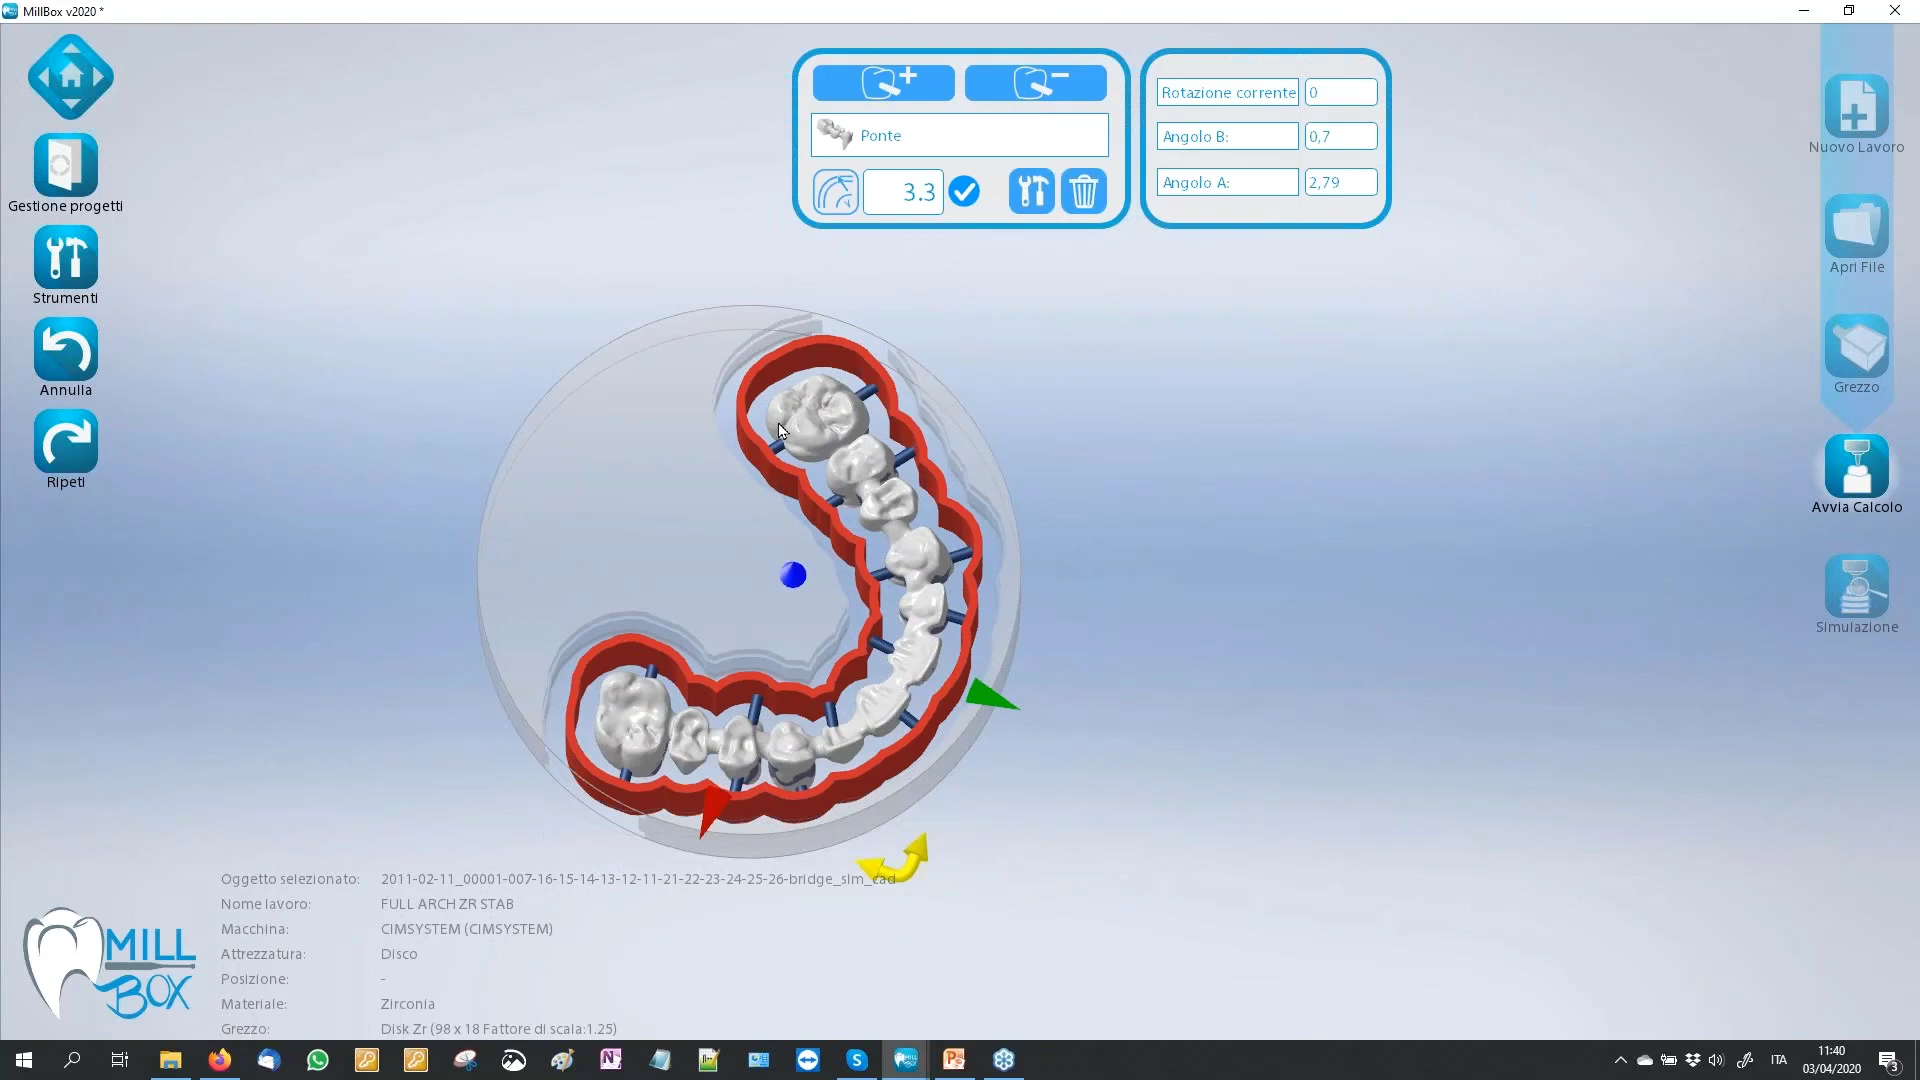 MillBox v2020 *
Gestione progetti
Strumenti
Annulla
Ripeti
Ponte
3.3
Rotazione corrente 0
Angolo B: 0,7
Angolo A: 2,79
Nuovo Lavoro
Apri File
Grezzo
Avvia Calcolo
Simulazione
Oggetto selezionato: 2011-02-11_00001-007-16-15-14-13-12-11-21-22-23-24-25-26-bridge_slm_cad
Nome lavoro: FULL ARCH ZR STAB
Macchina: CIMSYSTEM (CIMSYSTEM)
Attrezzatura: Disco
Posizione: -
Materiale: Zirconia
Grezzo: Disk Zr (98 x 18 Fattore di scala:1.25)
MILL
BOX
ITA
11:40
03/04/2020
3